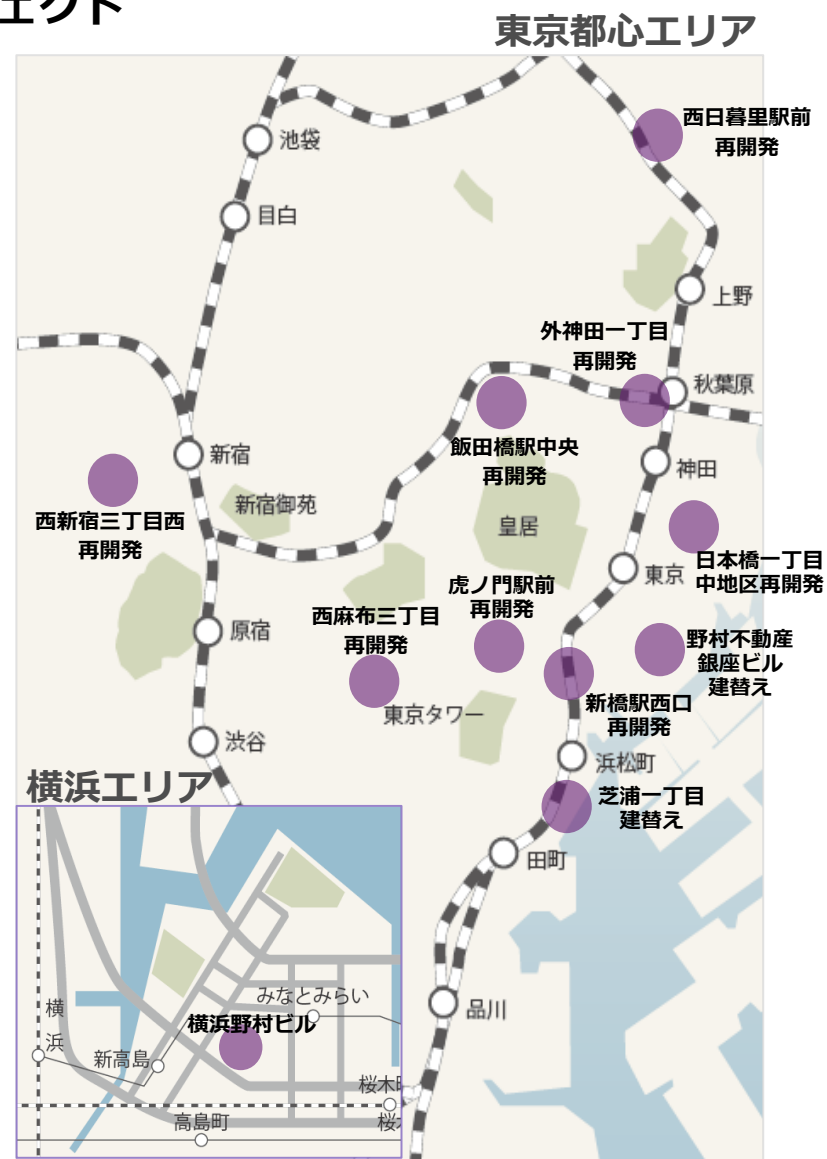 ェクト
東京都心エリア
西日暮里駅前
再開発
池袋
目白
上野
外神田一丁目
再開発
秋葉原
飯田橋駅中央
再開発
新宿
神田
西新宿三丁目西
再開発
新宿御苑
皇居
日本橋一丁目
中地区再開発
東京
虎ノ門駅前
再開発
西麻布三丁目
再開発
原宿
野村不動産
銀座ビル
建替え
新橋駅西口
再開発
東京タワー
渋谷
浜松町
横浜エリア
芝浦一丁目
建替え
田町
品川
みなとみらい
横浜
横浜野村ビル
新高島
桜木町
高島町
桜